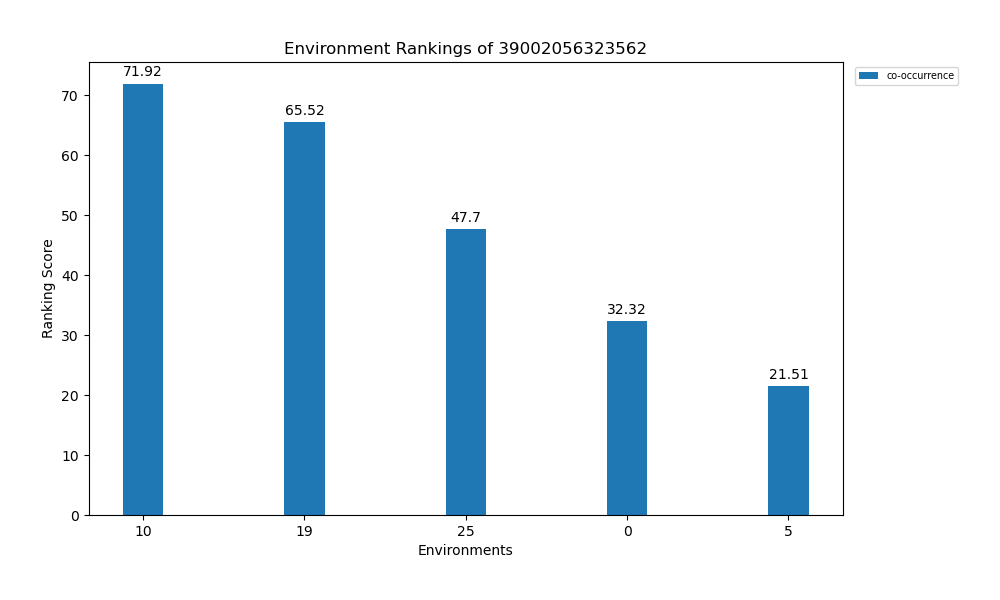 Environment Rankings of 39002056323562
co-occurrence
71.92
65.52
47.7
32.32
21.51
Ranking Score
70
60
50
40
30
20
10
0
10 19 25 0 5
Environments